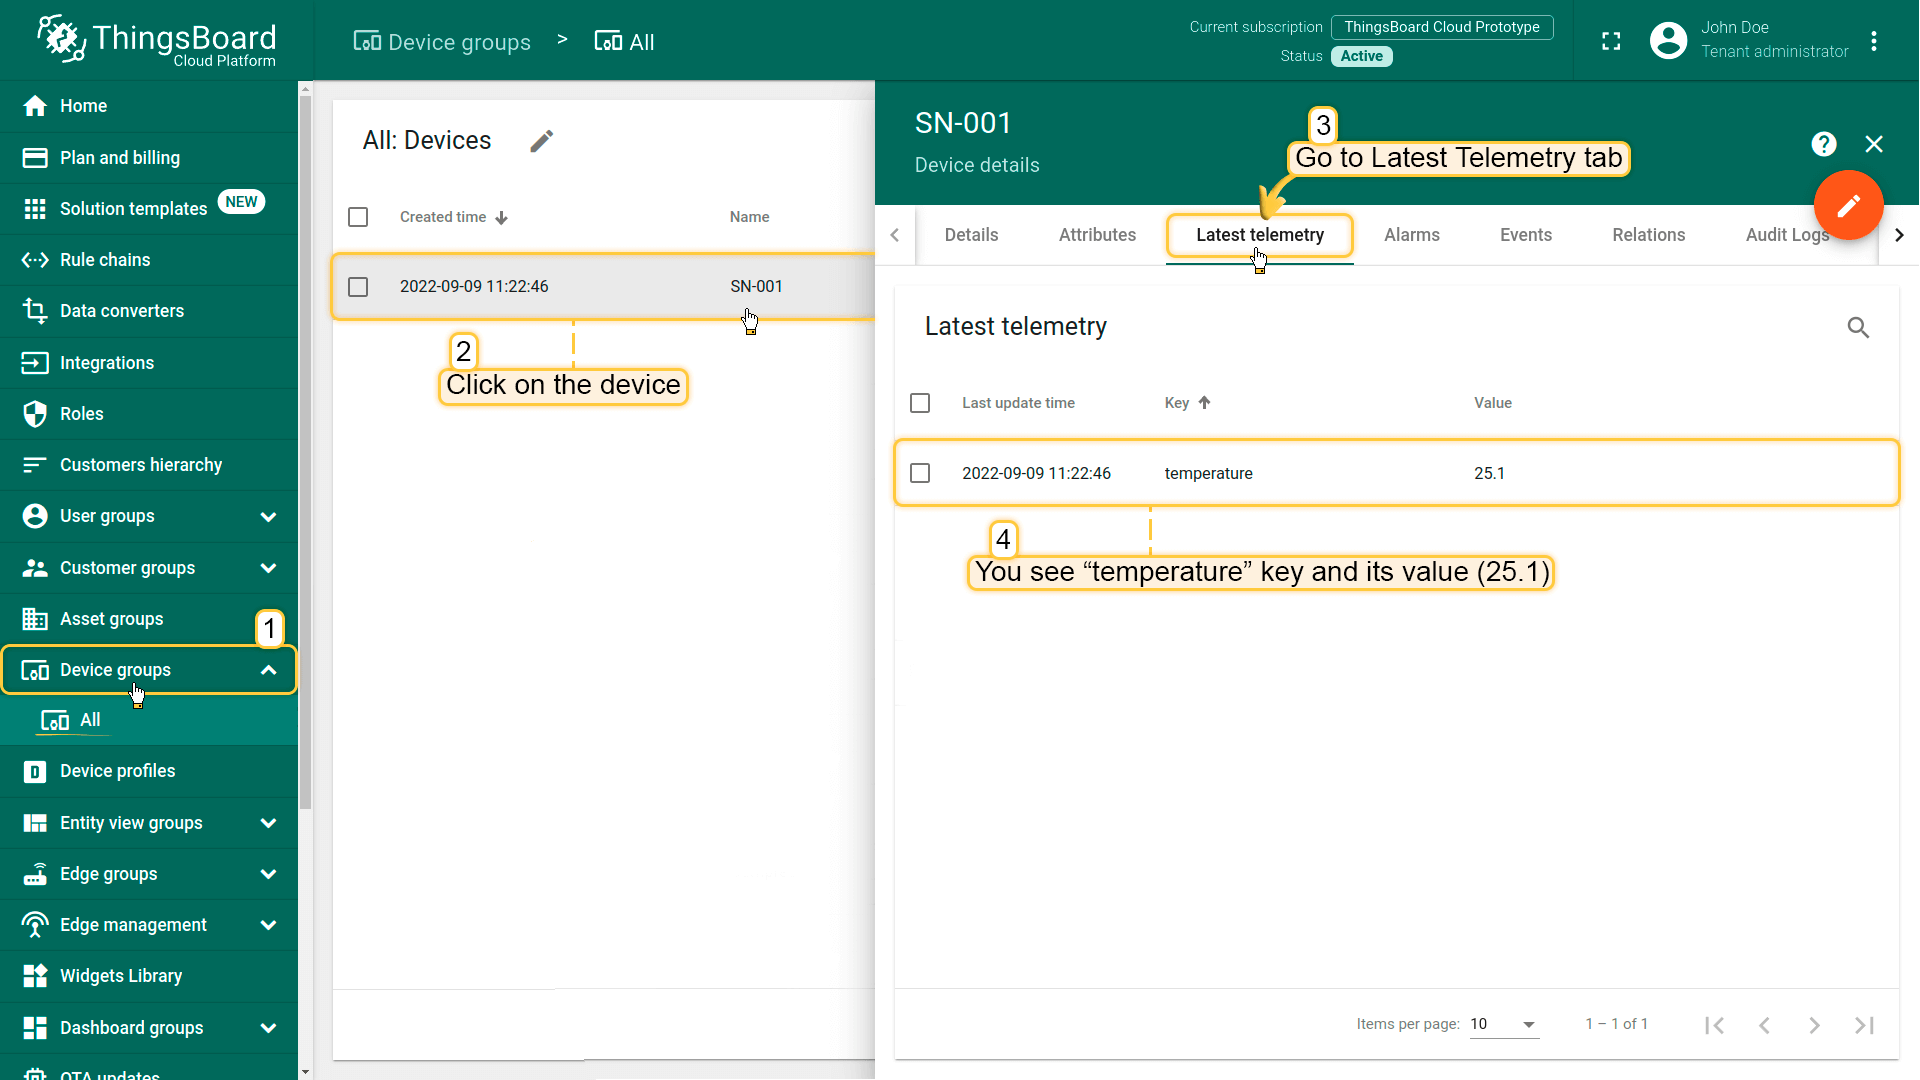 ThingsBoard
Cloud Platform
Device groups > All
Current subscription ThingsBoard Cloud Prototype
Status Active
John Doe
Tenant administrator
Home
Plan and billing
Solution templates NEW
Rule chains
Data converters
Integrations
Roles
Customers hierarchy
User groups
Customer groups
Asset groups
1
Device groups
All
Device profiles
Entity view groups
Edge groups
Edge management
Widgets Library
Dashboard groups
OTA updates
All: Devices
Created time Name
2022-09-09 11:22:46 SN-001
2
Click on the device
SN-001
Device details
3
Go to Latest Telemetry tab
Details Attributes Latest telemetry Alarms Events Relations Audit Logs
Latest telemetry
Last update time Key Value
2022-09-09 11:22:46 temperature 25.1
4
You see “temperature” key and its value (25.1)
Items per page: 10 1 – 1 of 1